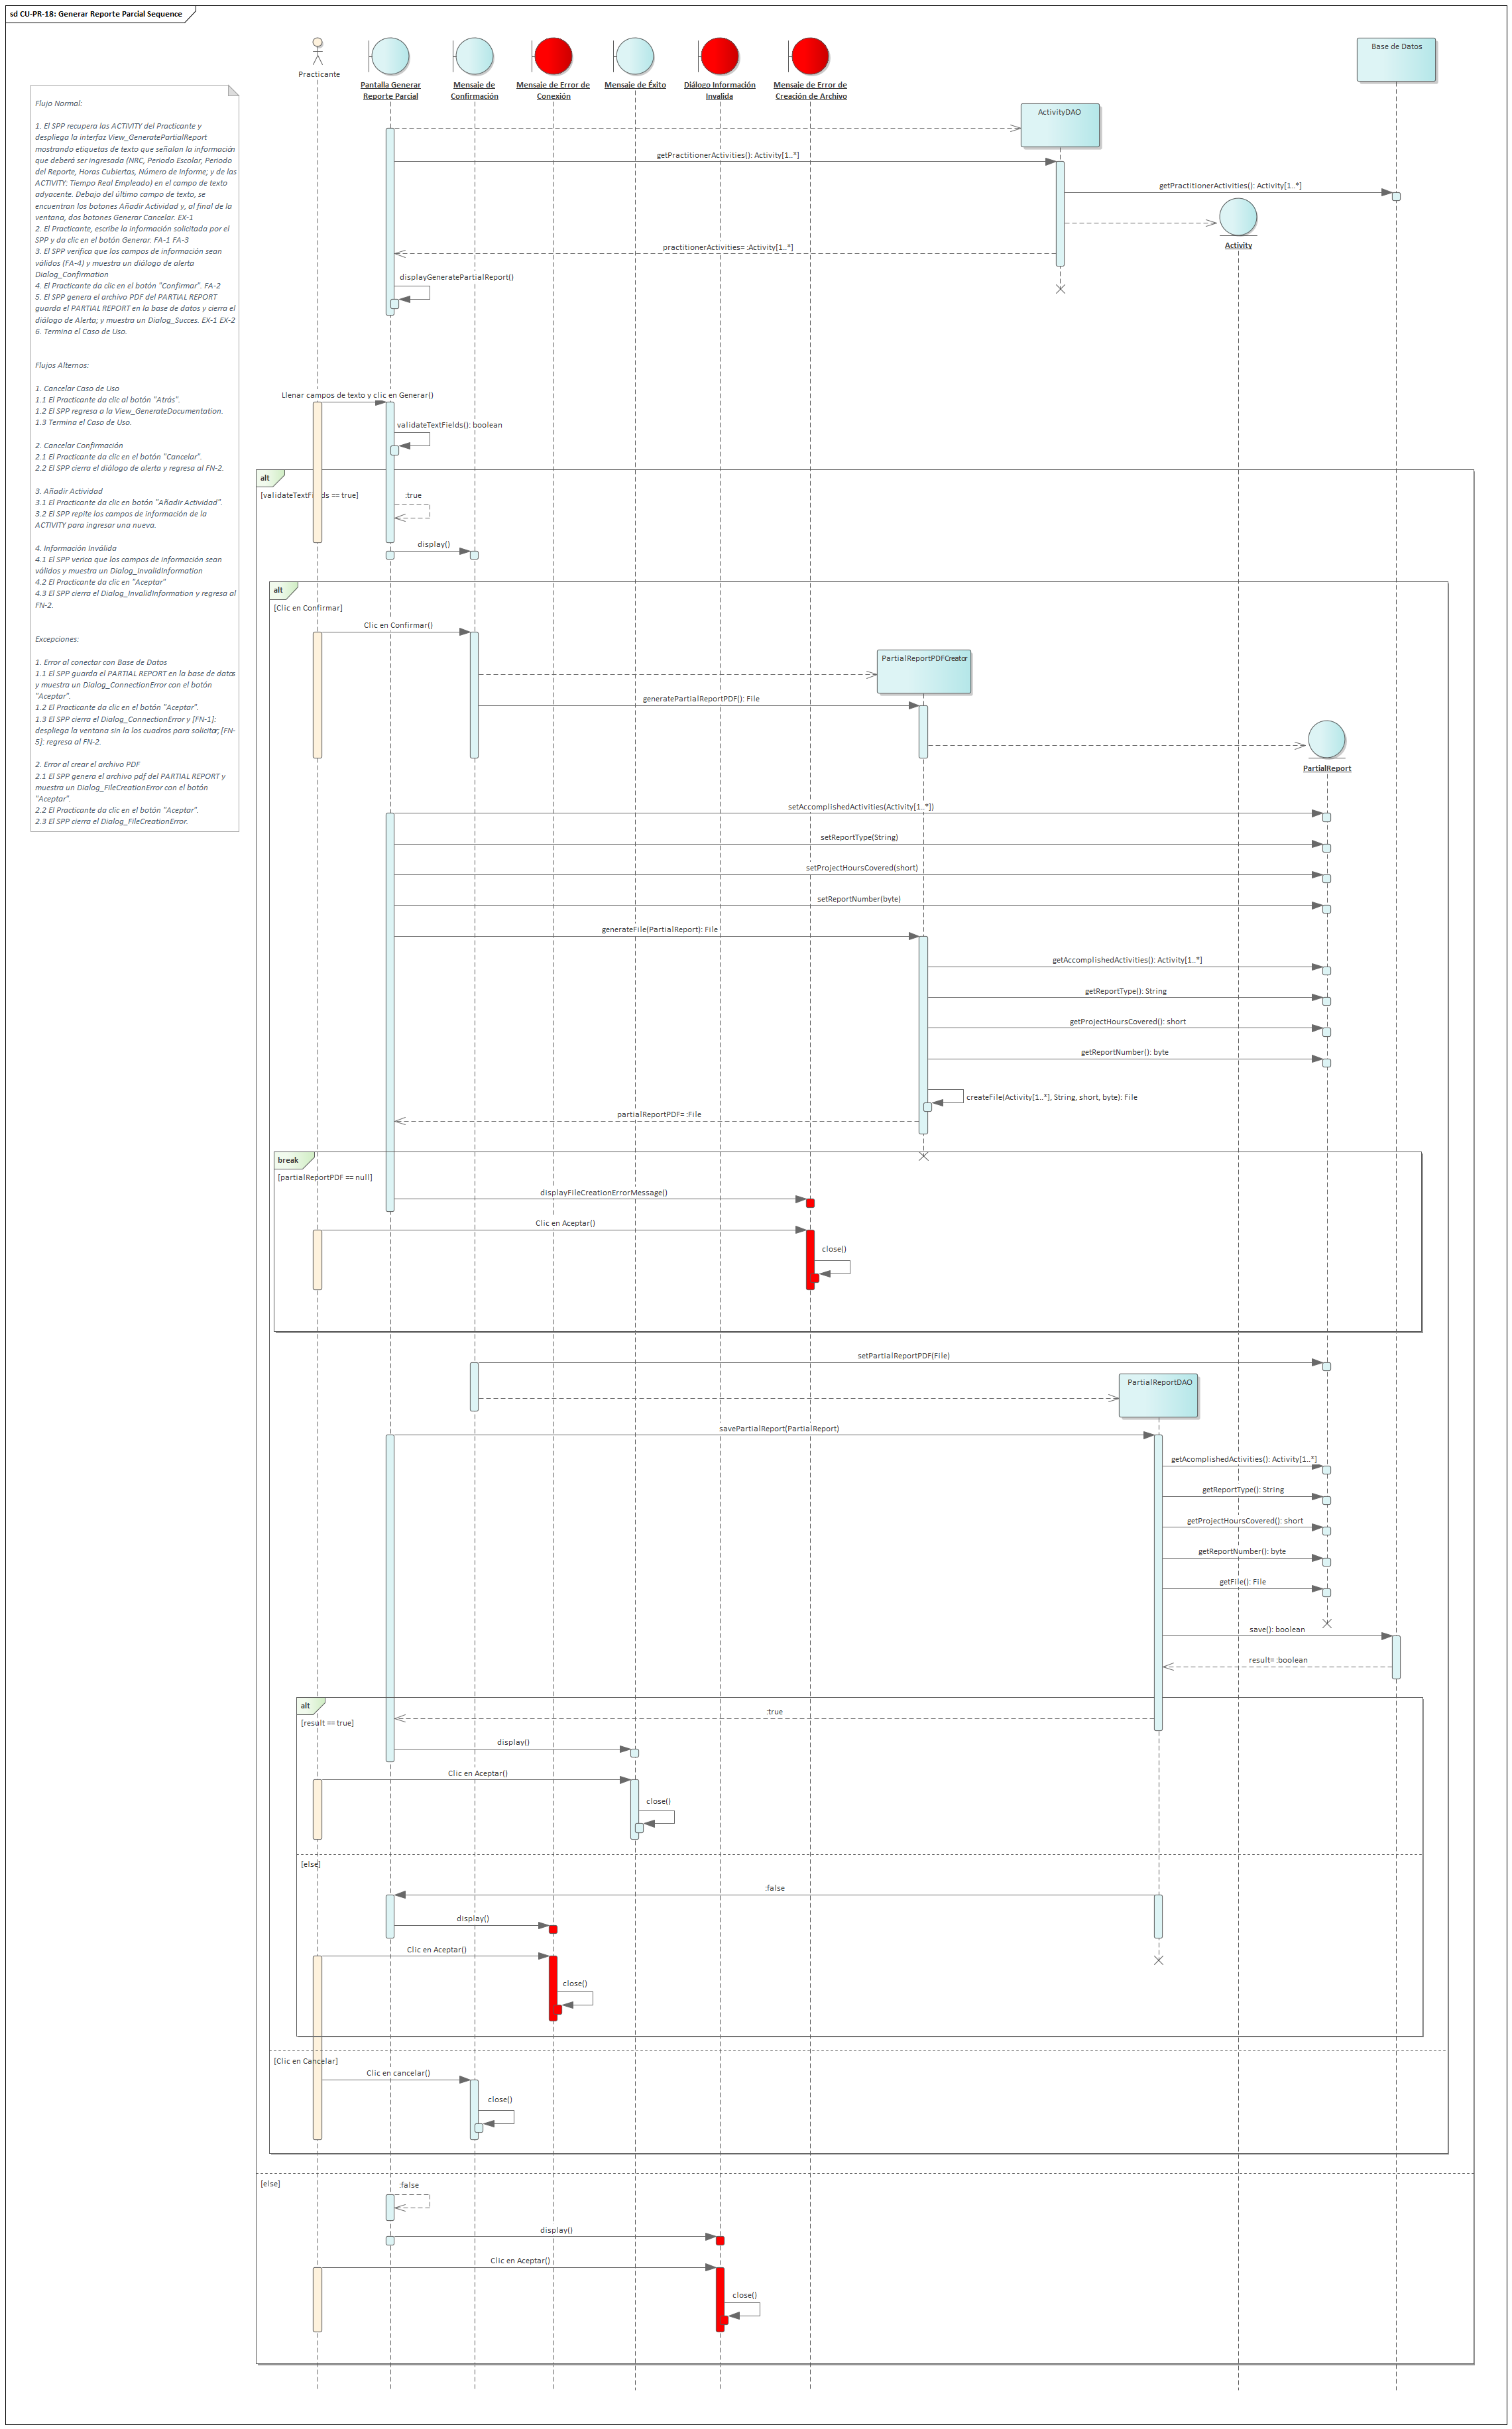 sd CU-PR-18: Generar Reporte Parcial Sequence
Practicante
Pantalla Generar
Reporte Parcial
Mensaje de
Confirmación
Mensaje de Error de
Conexión
Mensaje de Éxito
Diálogo Información
Invalida
Mensaje de Error de
Creación de Archivo
Base de Datos
Flujo Normal:
1. El SPP recupera las ACTIVITY del Practicante y
despliega la interfaz View_GeneratePartialReport
mostrando etiquetas de texto que señalan la información
que deberá ser ingresada (NRC, Periodo Escolar, Periodo
del Reporte, Horas Cubiertas, Número de Informe; y de las
ACTIVITY: Tiempo Real Empleado) en el campo de texto
adyacente. Debajo del último campo de texto, se
encuentran los botones Añadir Actividad y, al final de la
ventana, dos botones Generar Cancelar. EX-1
2. El Practicante, escribe la información solicitada por el
SPP y da clic en el botón Generar. FA-1 FA-3
3. El SPP verifica que los campos de información sean
válidos (FA-4) y muestra un diálogo de alerta
Dialog_Confirmation
4. El Practicante da clic en el botón "Confirmar". FA-2
5. El SPP genera el archivo PDF del PARTIAL REPORT
guarda el PARTIAL REPORT en la base de datos y cierra el
diálogo de Alerta; y muestra un Dialog_Succes. EX-1 EX-2
6. Termina el Caso de Uso.
Flujos Alternos:
1. Cancelar Caso de Uso
1.1 El Practicante da clic al botón "Atrás".
1.2 El SPP regresa a la View_GenerateDocumentation.
1.3 Termina el Caso de Uso.
2. Cancelar Confirmación
2.1 El Practicante da clic en el botón "Cancelar".
2.2 El SPP cierra el diálogo de alerta y regresa al FN-2.
3. Añadir Actividad
3.1 El Practicante da clic en botón "Añadir Actividad".
3.2 El SPP repite los campos de información de la
ACTIVITY para ingresar una nueva.
4. Información Inválida
4.1 El SPP verica que los campos de información sean
válidos y muestra un Dialog_InvalidInformation
4.2 El Practicante da clic en "Aceptar"
4.3 El SPP cierra el Dialog_InvalidInformation y regresa al
FN-2.
Excepciones:
1. Error al conectar con Base de Datos
1.1 El SPP guarda el PARTIAL REPORT en la base de datos
y muestra un Dialog_ConnectionError con el botón
"Aceptar".
1.2 El Practicante da clic en el botón "Aceptar".
1.3 El SPP cierra el Dialog_ConnectionError y [FN-1]:
despliega la ventana sin la los cuadros para solicitar; [FN-
5]: regresa al FN-2.
2. Error al crear el archivo PDF
2.1 El SPP genera el archivo pdf del PARTIAL REPORT y
muestra un Dialog_FileCreationError con el botón
"Aceptar".
2.2 El Practicante da clic en el botón "Aceptar".
2.3 El SPP cierra el Dialog_FileCreationError.
ActivityDAO
getPractitionerActivities(): Activity[1..*]
getPractitionerActivities(): Activity[1..*]
Activity
practitionerActivities= :Activity[1..*]
displayGeneratePartialReport()
Llenar campos de texto y clic en Generar()
validateTextFields(): boolean
alt
[validateTextFields == true]
:true
display()
alt
[Clic en Confirmar]
Clic en Confirmar()
PartialReportPDFCreator
generatePartialReportPDF(): File
PartialReport
setAccomplishedActivities(Activity[1..*])
setReportType(String)
setProjectHoursCovered(short)
setReportNumber(byte)
generateFile(PartialReport): File
getAccomplishedActivities(): Activity[1..*]
getReportType(): String
getProjectHoursCovered(): short
getReportNumber(): byte
createFile(Activity[1..*], String, short, byte): File
partialReportPDF= :File
break
[partialReportPDF == null]
displayFileCreationErrorMessage()
Clic en Aceptar()
close()
setPartialReportPDF(File)
PartialReportDAO
savePartialReport(PartialReport)
getAcomplishedActivities(): Activity[1..*]
getReportType(): String
getProjectHoursCovered(): short
getReportNumber(): byte
getFile(): File
save(): boolean
result= :boolean
alt
[result == true]
:true
display()
Clic en Aceptar()
close()
[else]
:false
display()
Clic en Aceptar()
close()
[Clic en Cancelar]
Clic en cancelar()
close()
[else]
:false
display()
Clic en Aceptar()
close()